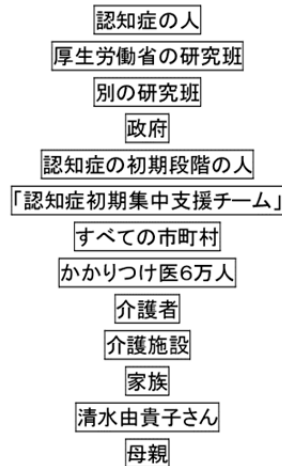 認知症の人
厚生労働省の研究班
別の研究班
政府
認知症の初期段階の人
「認知症初期集中支援チーム」
すべての市町村
かかりつけ医6万人
介護者
介護施設
家族
清水由貴子さん
母親